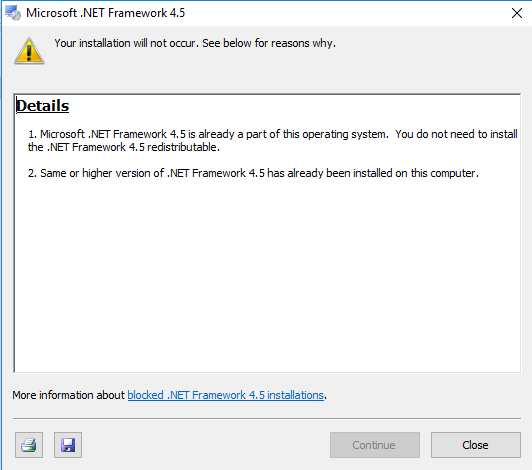 Microsoft .NET Framework 4.5
Your installation will not occur. See below for reasons why.
Details
1. Microsoft .NET Framework 4.5 is already a part of this operating system.  You do not need to install
the .NET Framework 4.5 redistributable.
2. Same or higher version of .NET Framework 4.5 has already been installed on this computer.
More information about blocked .NET Framework 4.5 installations.
Continue
Close